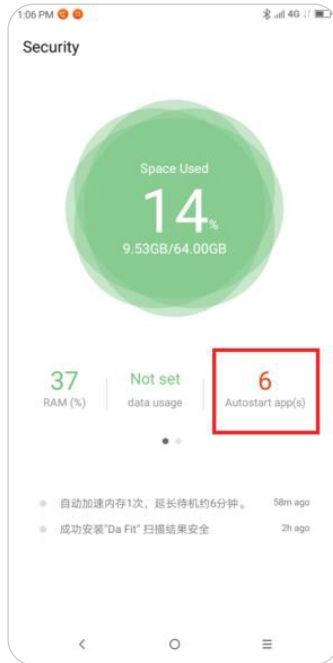 1:06 PM 4G
Security
Space Used
14%
9.53GB/64.00GB
37 Not set 6
RAM (%) data usage Autostart app(s)
自动加速内存1次，延长待机约6分钟。 58m ago
成功安装"Da Fit" 扫描结果安全 2h ago